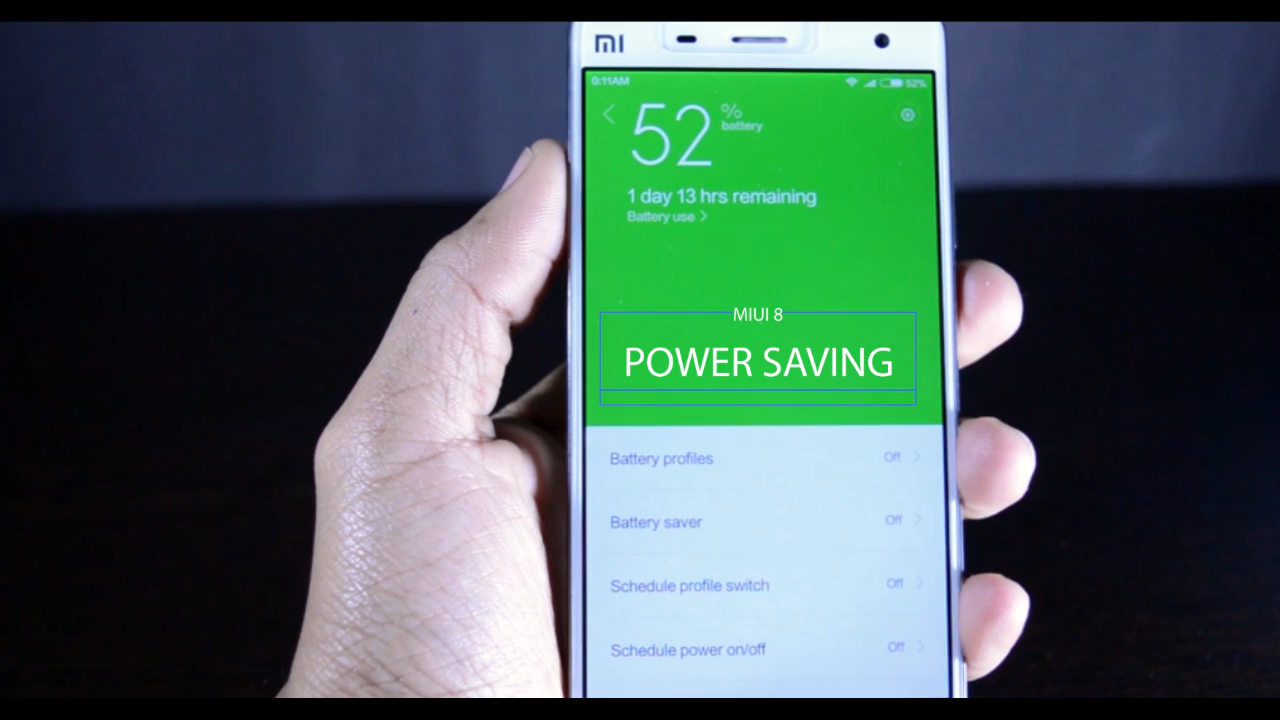 MI
0:11AM 52%
52 %
battery
1 day 13 hrs remaining
Battery use >
MIUI 8
POWER SAVING
Battery profiles Off >
Battery saver Off >
Schedule profile switch Off >
Schedule power on/off Off >